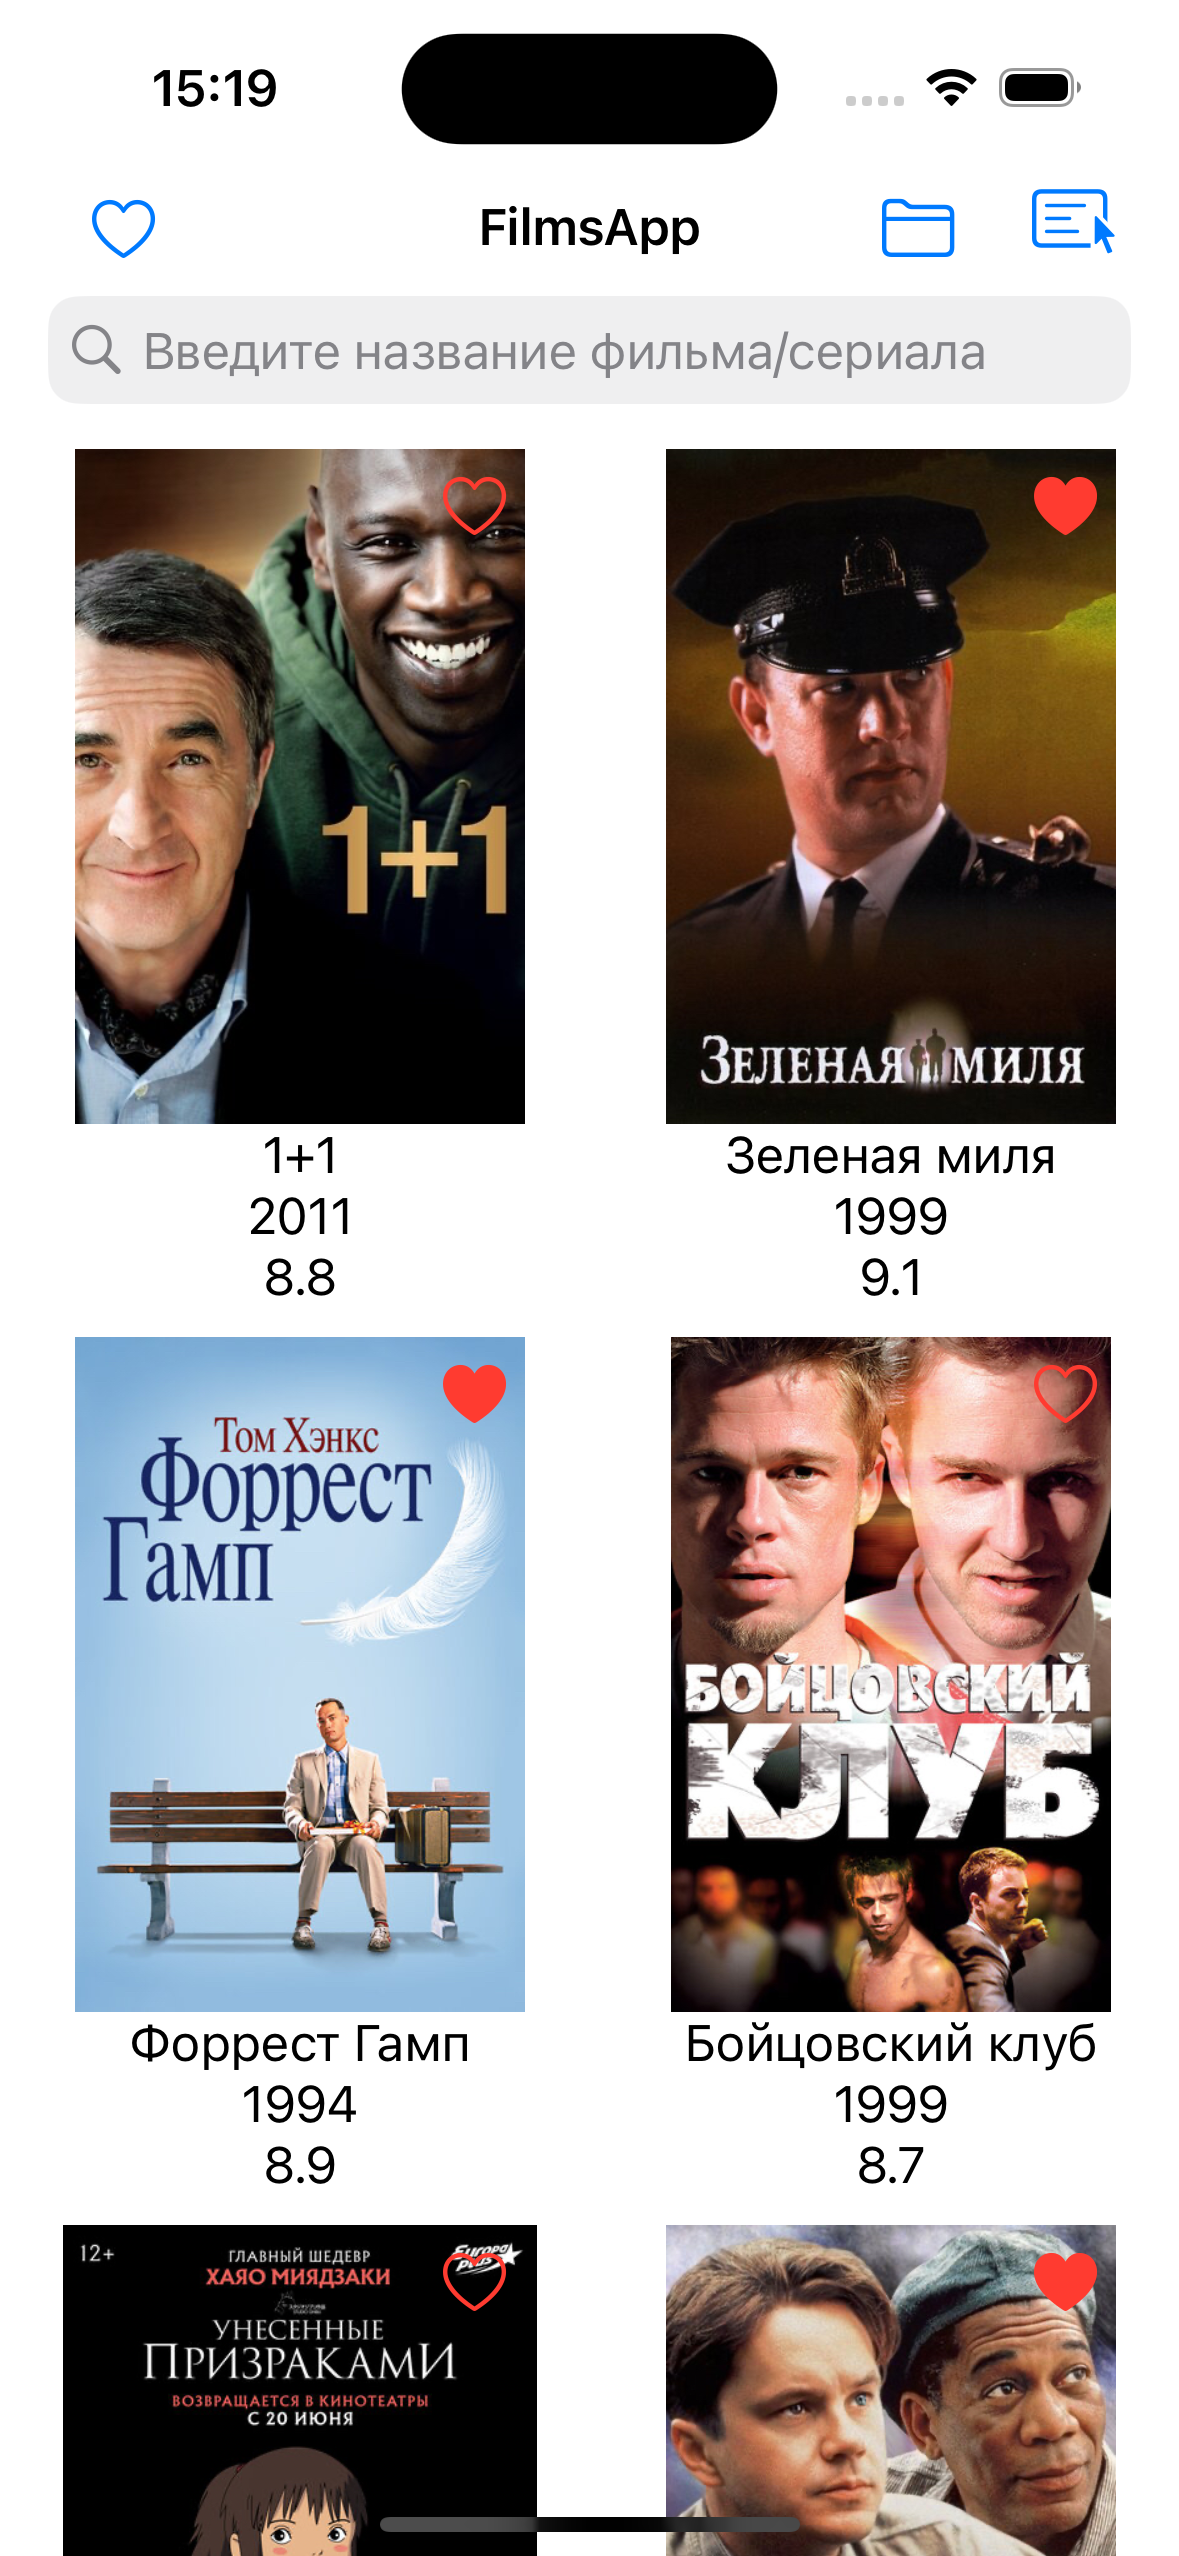 15:19
FilmsApp
Введите название фильма/сериала
1+1
ЗЕЛЕНАЯ МИЛЯ
1+1
Зеленая миля
2011
1999
8.8
9.1
Том Хэнкс
Форрест
Гамп
БОЙЦОВСКИЙ
КЛУБ
Форрест Гамп
Бойцовский клуб
1994
1999
8.9
8.7
12+
ГЛАВНЫЙ ШЕДЕВР
ХАЯО МИЯДЗАКИ
Europa
Plus
УНЕСЕННЫЕ
ПРИЗРАКАМИ
ВОЗВРАЩАЕТСЯ В КИНОТЕАТРЫ
С 20 ИЮНЯ